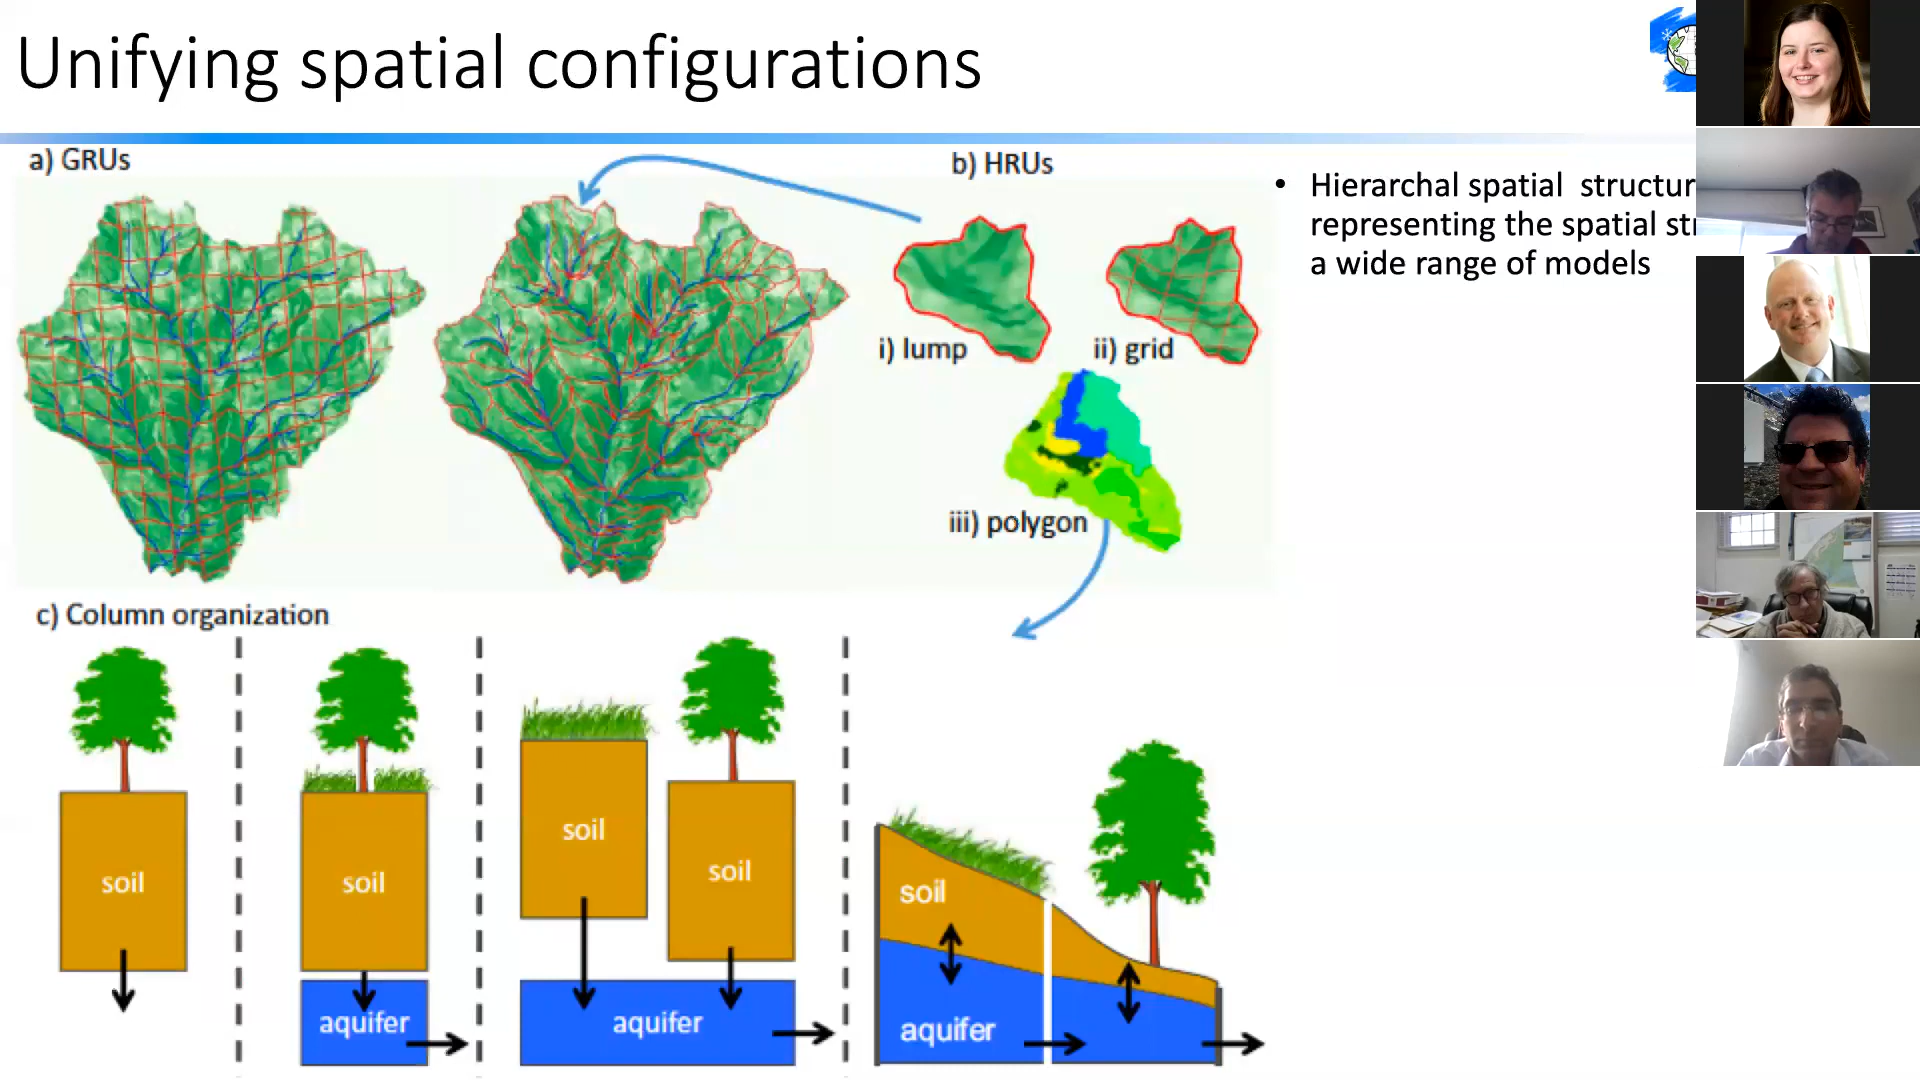 Unifying spatial configurations
a) GRUs
b) HRUs
i) lump
ii) grid
iii) polygon
• Hierarchal spatial structur
representing the spatial str
a wide range of models
c) Column organization
soil
soil
aquifer
soil
soil
aquifer
soil
aquifer